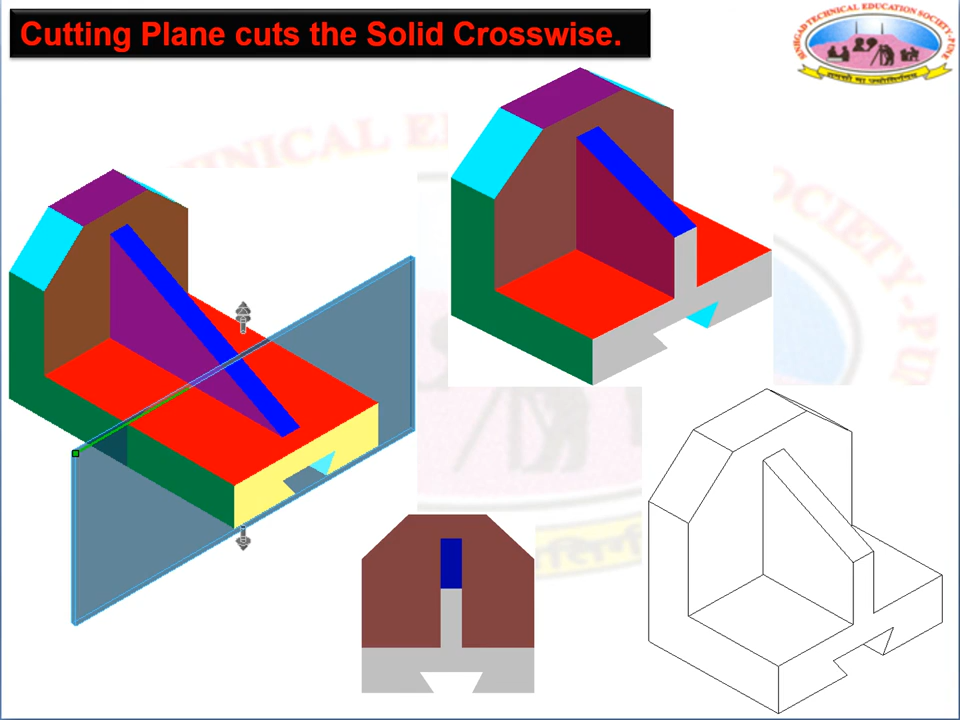 Cutting Plane cuts the Solid Crosswise.
SINHGAD TECHNICAL EDUCATION SOCIETY-PUNE